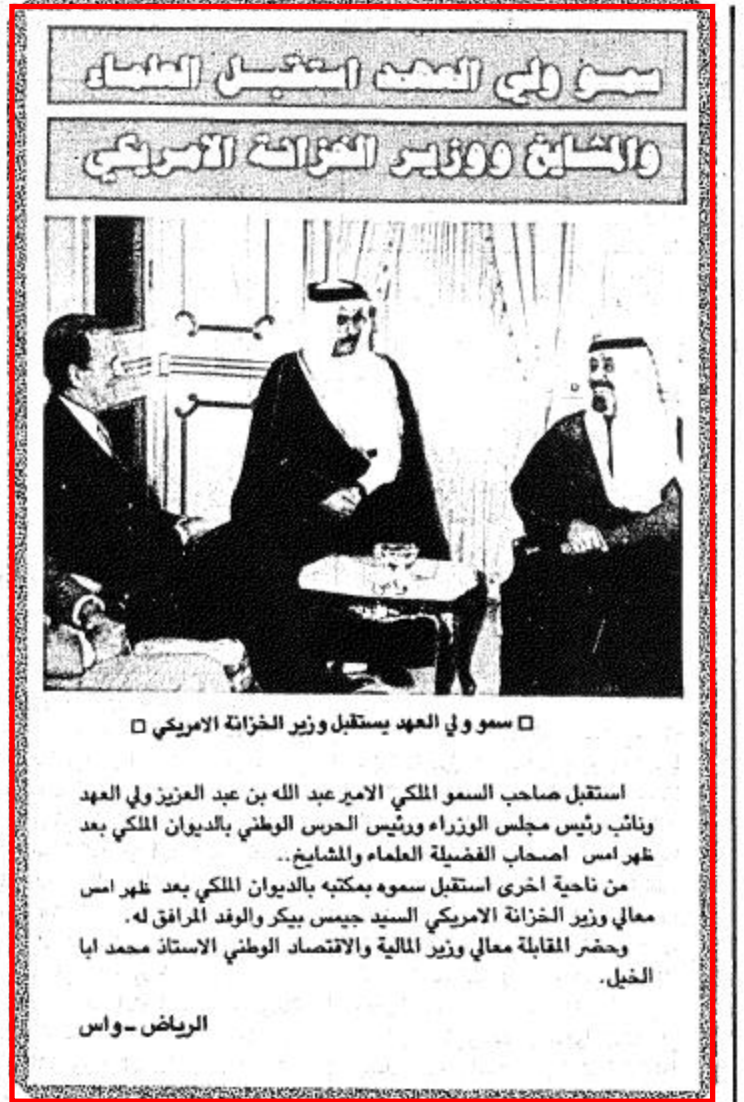 سمو ولي العهد استقبل العلماء
والمشايخ ووزير الخزانة الامريكي
واس
□ سمو ولي العهد يستقبل وزير الخزانة الامريكي □
استقبل صاحب السمو الملكي الامير عبد الله بن عبد العزيز ولي العهد
ونائب رئيس مجلس الوزراء ورئيس الحرس الوطني بالديوان الملكي بعد
ظهر امس اصحاب الفضيلة العلماء والمشايخ..
من ناحية اخرى استقبل سموه بمكتبه بالديوان الملكي بعد ظهر امس
معالي وزير الخزانة الامريكي السيد جيمس بيكر والوفد المرافق له.
وحضر المقابلة معالي وزير المالية والاقتصاد الوطني الاستاذ محمد ابا
الخيل.
الرياض ـ واس